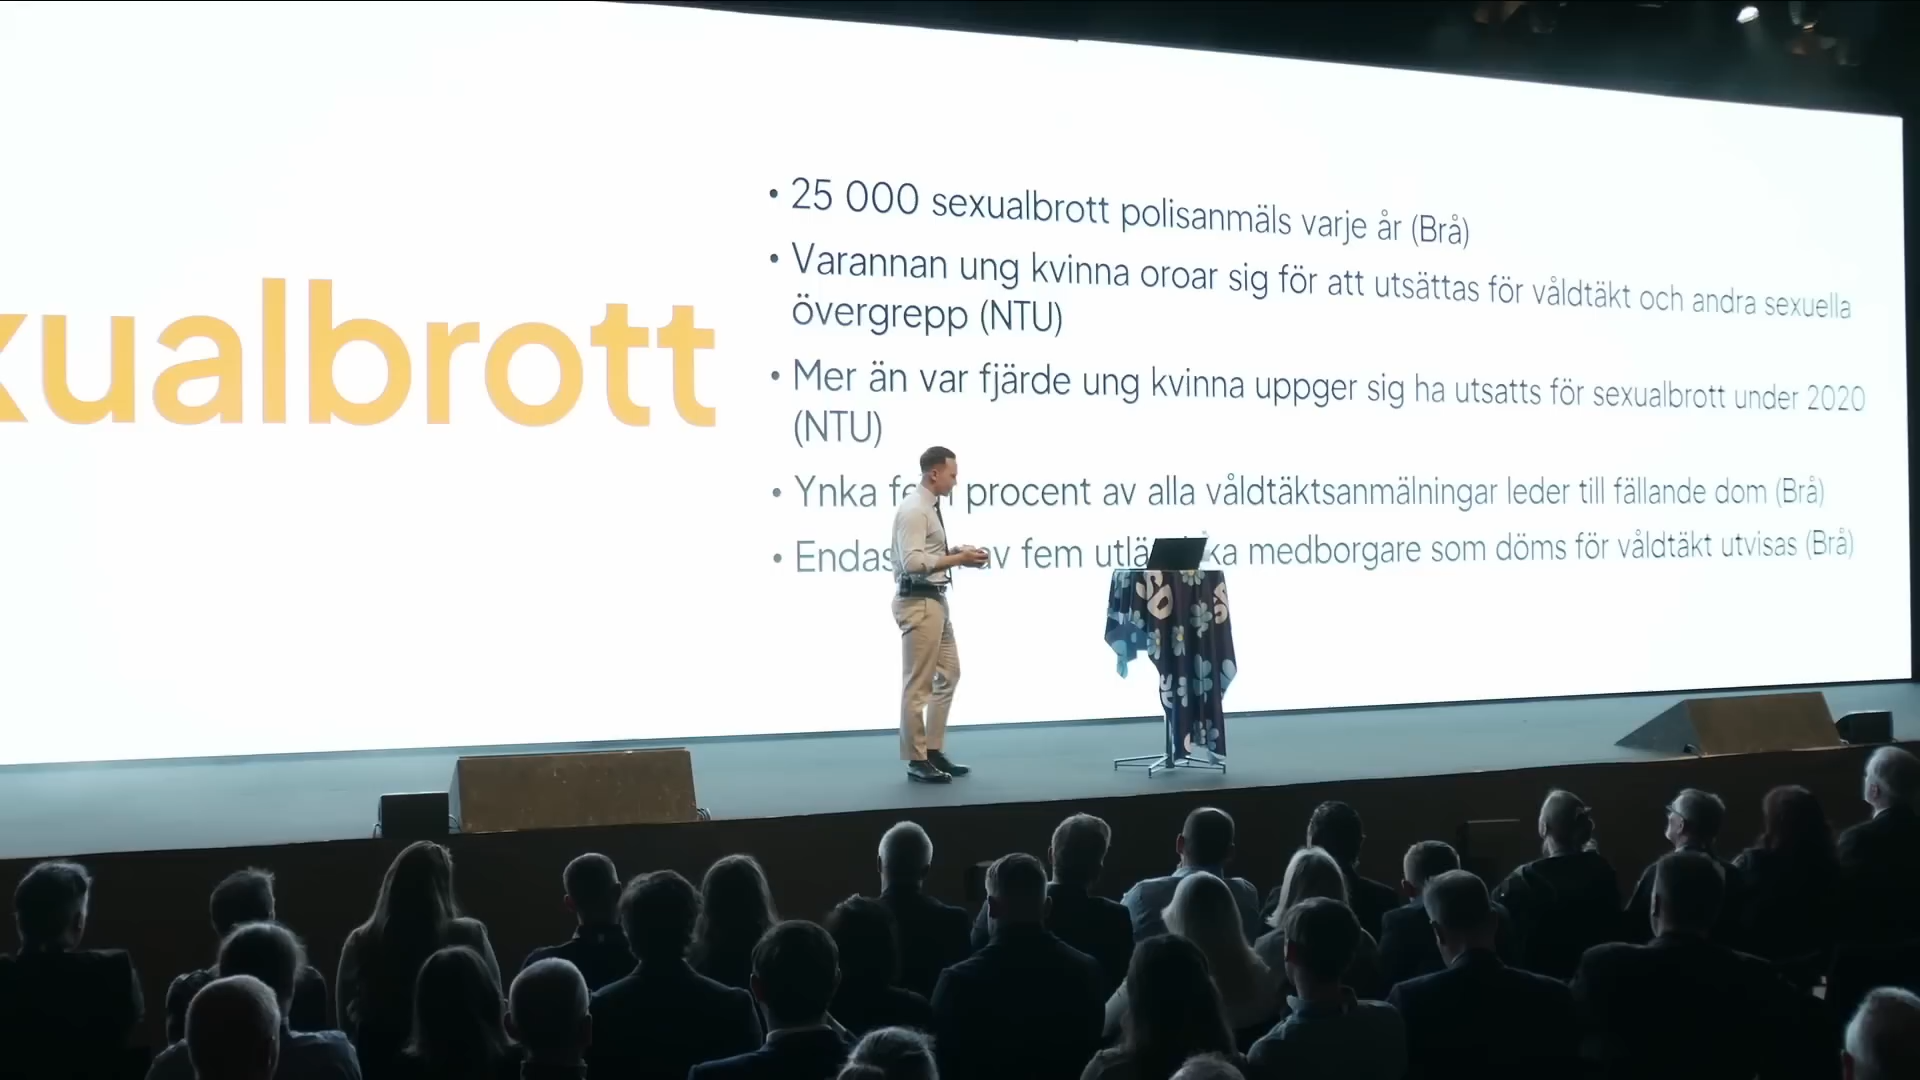 xualbrott
• 25 000 sexualbrott polisanmäls varje år (Brå)
• Varannan ung kvinna oroar sig för att utsättas för våldtäkt och andra sexuella
övergrepp (NTU)
• Mer än var fjärde ung kvinna uppger sig ha utsatts för sexualbrott under 2020
(NTU)
• Ynka procent av alla våldtäktsanmälningar leder till fällande dom (Brå)
• av fem medborgare som döms för våldtäkt utvisas (Brå)
SD